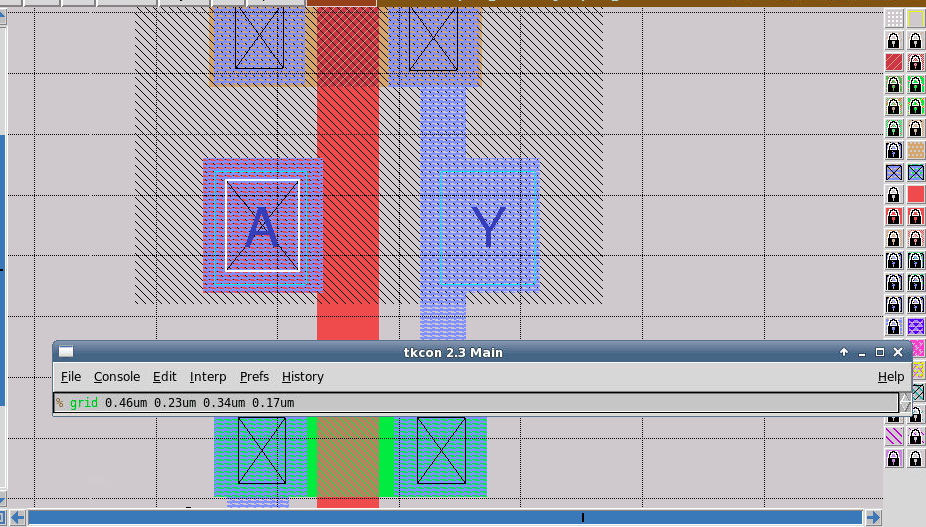 A Y
tkcon 2.3 Main
File Console Edit Interp Prefs History Help
% grid 0.46um 0.23um 0.34um 0.17um